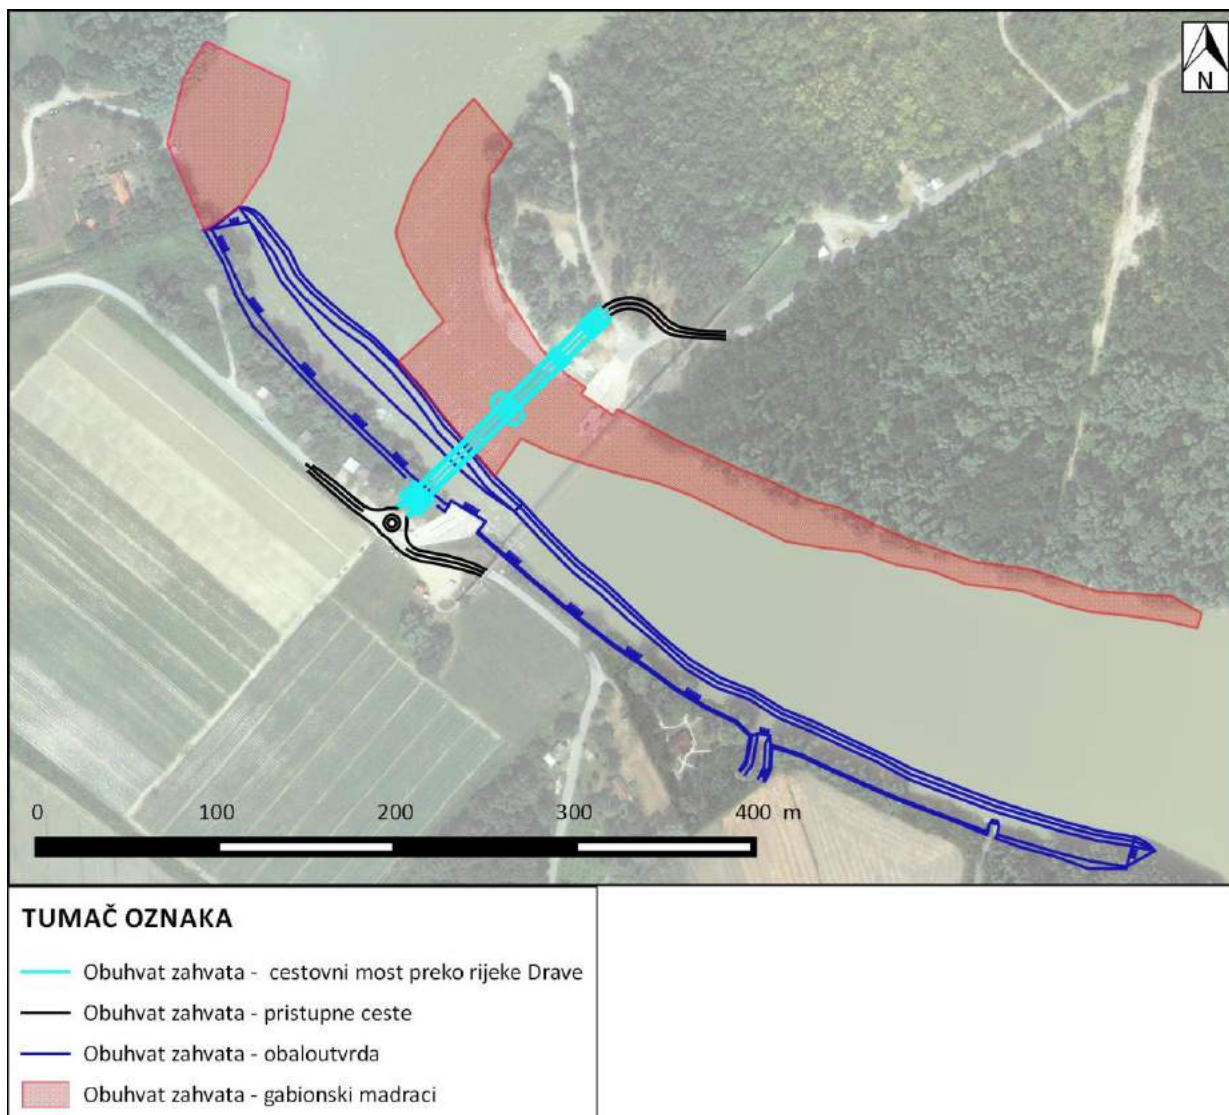 N
0 100 200 300 400 m
TUMAČ OZNAKA
Obuhvat zahvata - cestovni most preko rijeke Drave
Obuhvat zahvata - pristupne ceste
Obuhvat zahvata - obaloutvrda
Obuhvat zahvata - gabionski madraci